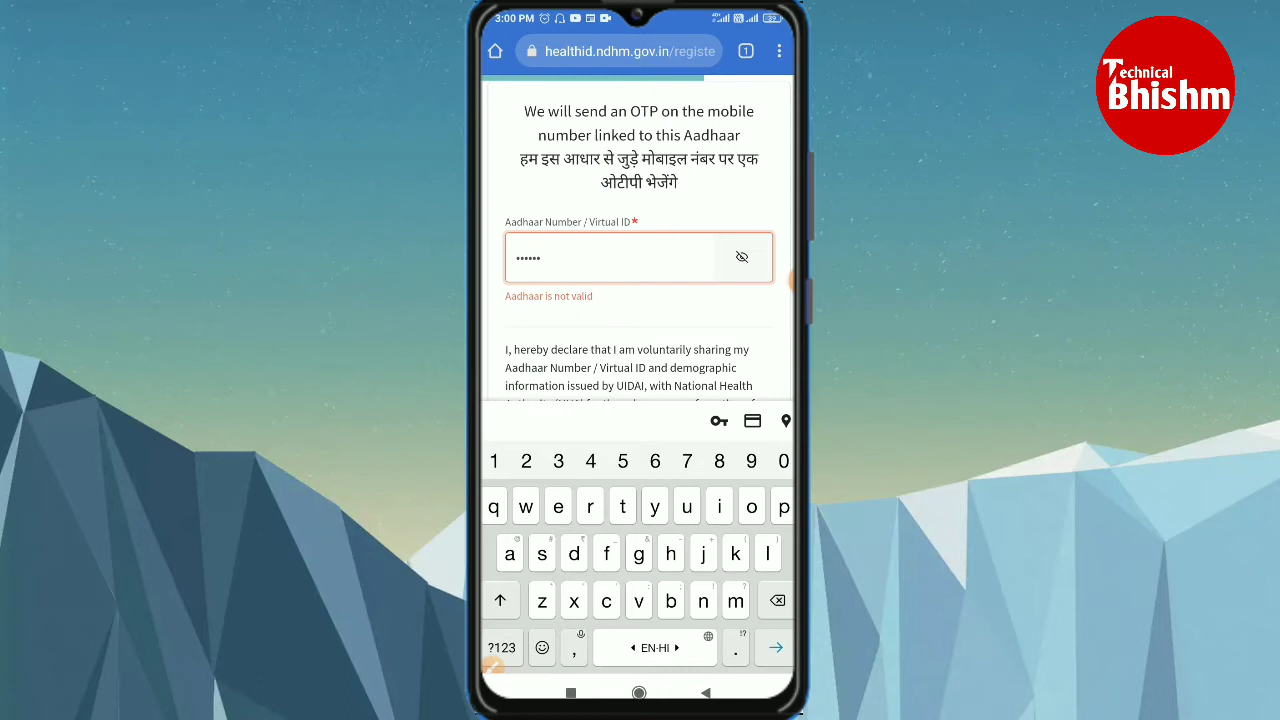 3:00 PM
39
healthid.ndhm.gov.in/registe
1
Technical
Bhishm
We will send an OTP on the mobile
number linked to this Aadhaar
हम इस आधार से जुड़े मोबाइल नंबर पर एक
ओटीपी भेजेंगे
Aadhaar Number / Virtual ID*
••••••
Aadhaar is not valid
I, hereby declare that I am voluntarily sharing my
Aadhaar Number / Virtual ID and demographic
information issued by UIDAI, with National Health
1 2 3 4 5 6 7 8 9 0
q w e r t y u i o p
a s d f g h j k l
z x c v b n m
?123 , EN·HI . !?